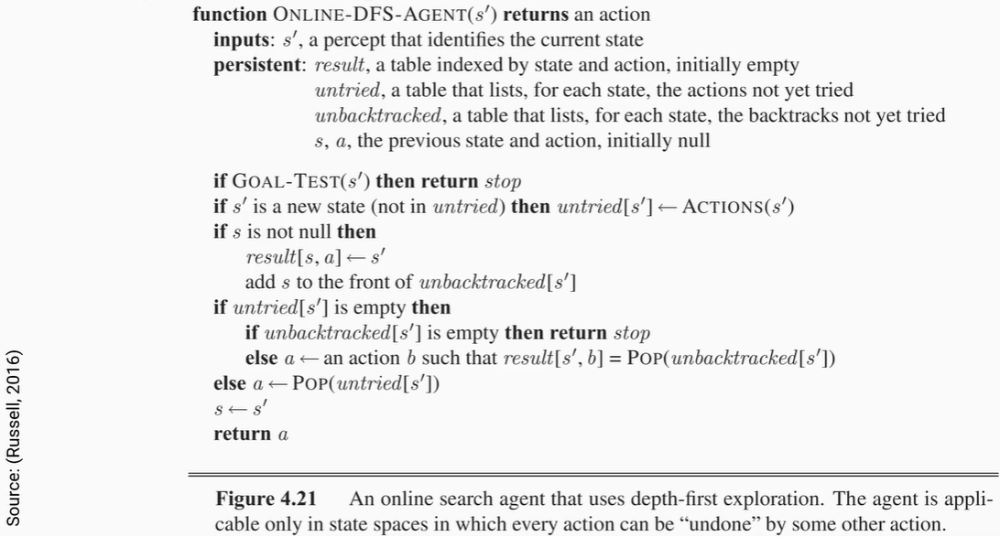 function ONLINE-DFS-AGENT(s′) returns an action
inputs: s′, a percept that identifies the current state
persistent: result, a table indexed by state and action, initially empty
untried, a table that lists, for each state, the actions not yet tried
unbacktracked, a table that lists, for each state, the backtracks not yet tried
s, a, the previous state and action, initially null
if GOAL-TEST(s′) then return stop
if s′ is a new state (not in untried) then untried[s′] ← ACTIONS(s′)
if s is not null then
result[s, a] ← s′
add s to the front of unbacktracked[s′]
if untried[s′] is empty then
if unbacktracked[s′] is empty then return stop
else a ← an action b such that result[s′, b] = POP(unbacktracked[s′])
else a ← POP(untried[s′])
s ← s′
return a
Figure 4.21 An online search agent that uses depth-first exploration. The agent is appli-
cable only in state spaces in which every action can be “undone” by some other action.
Source: (Russell, 2016)